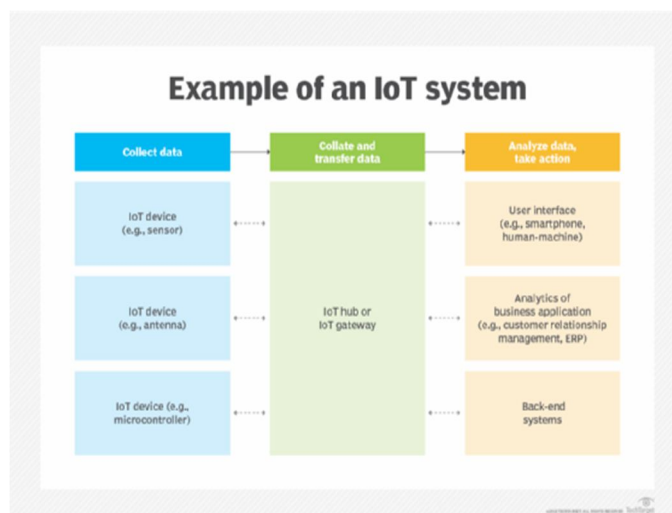 Example of an IoT system
Collect data
Collate and
transfer data
Analyze data,
take action
IoT device
(e.g., sensor)
IoT device
(e.g., antenna)
IoT device (e.g.,
microcontroller)
IoT hub or
IoT gateway
User interface
(e.g., smartphone,
human-machine)
Analytics of
business application
(e.g., customer relationship
management, ERP)
Back-end
systems
TechTarget